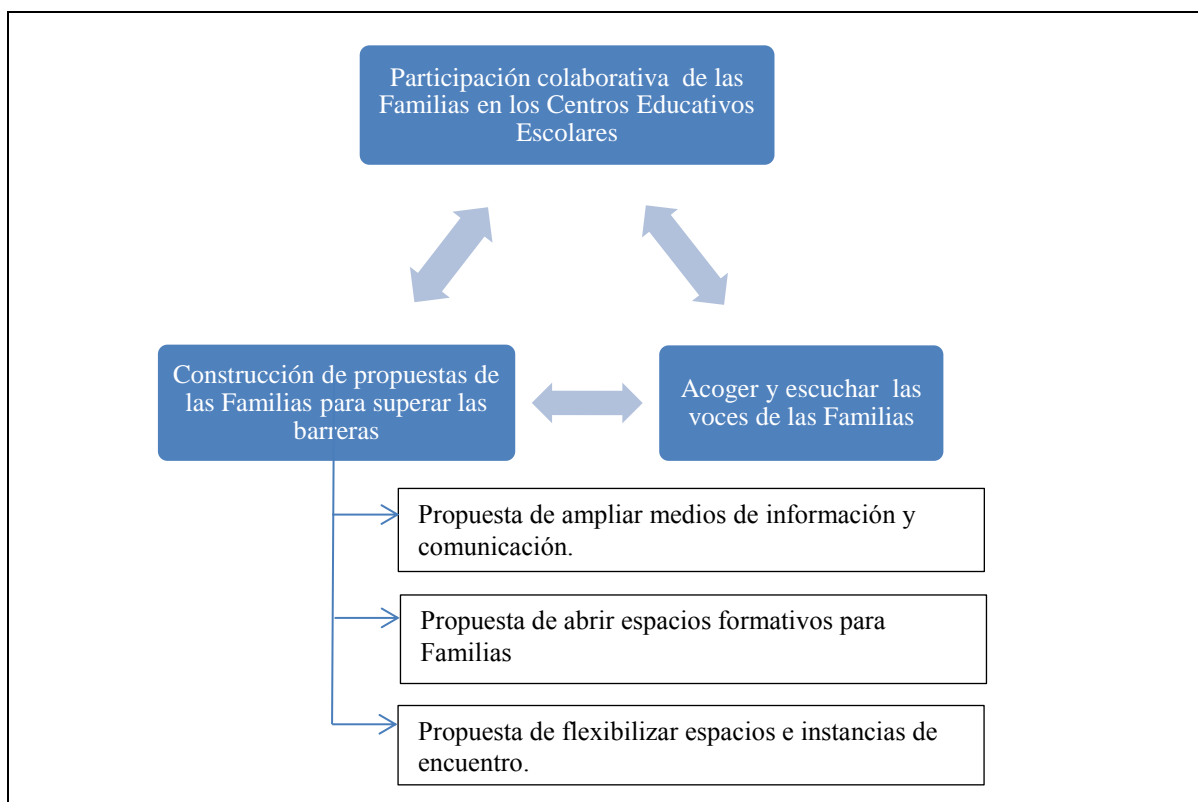 Participación colaborativa de las
Familias en los Centros Educativos
Escolares
Construcción de propuestas de
las Familias para superar las
barreras
Acoger y escuchar las
voces de las Familias
Propuesta de ampliar medios de información y
comunicación.
Propuesta de abrir espacios formativos para
Familias
Propuesta de flexibilizar espacios e instancias de
encuentro.